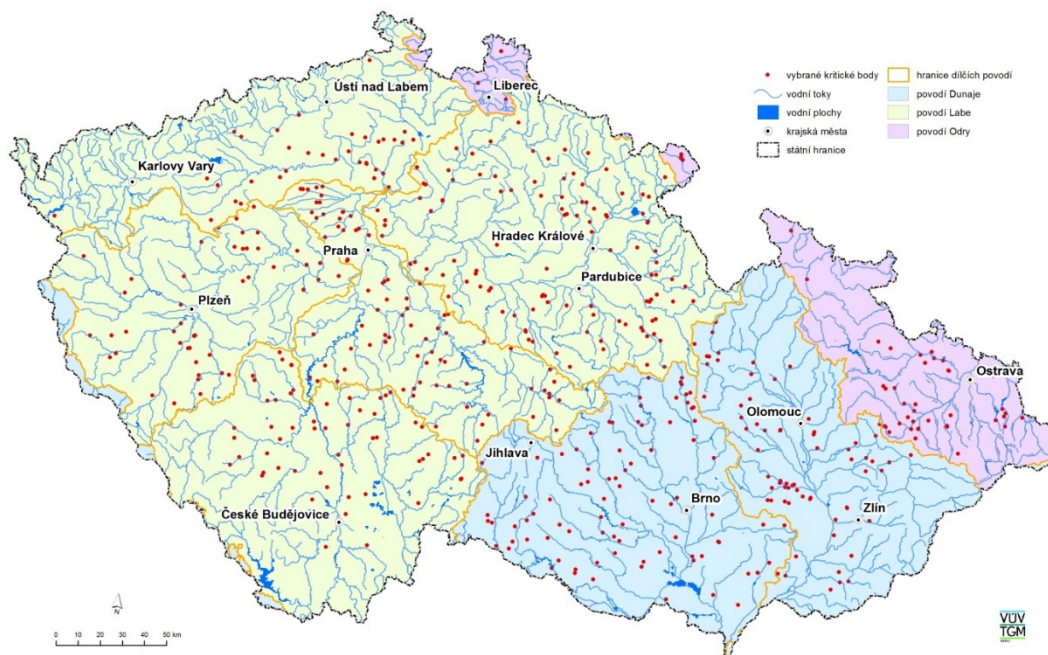 Ústí nad Labem
Liberec
Karlovy Vary
Praha
Hradec Králové
Pardubice
Plzeň
Ostrava
Olomouc
Jihlava
Brno
Zlín
České Budějovice
vybrané kritické body
vodní toky
vodní plochy
krajská města
státní hranice
hranice dílčích povodí
povodí Dunaje
povodí Labe
povodí Odry
N
0 10 20 30 40 50 km
VÚV
TGM